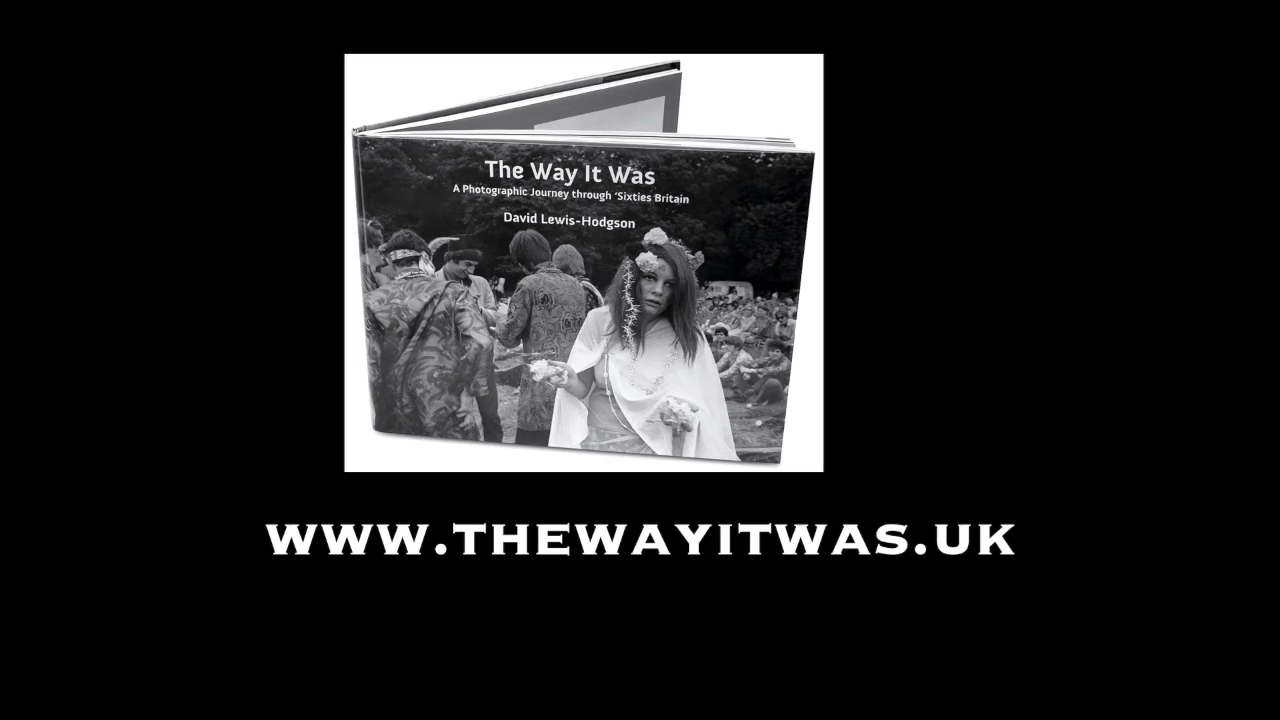 The Way It Was
A Photographic Journey through ‘Sixties Britain
David Lewis-Hodgson
WWW.THEWAYITWAS.UK